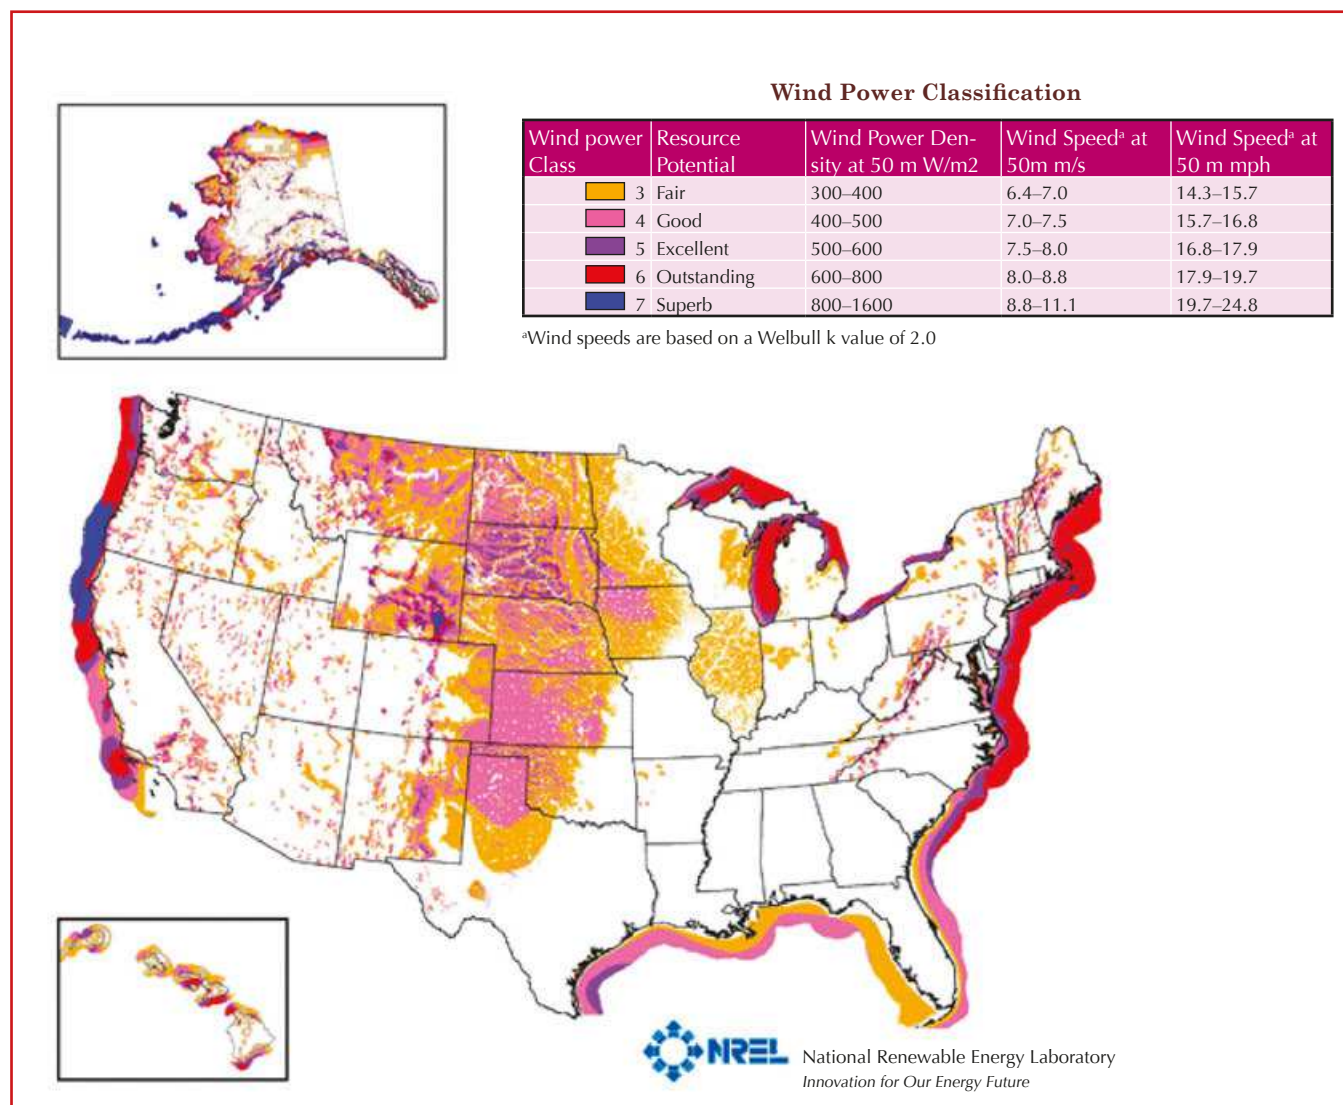 Wind Power Classification
Wind power Class | Resource Potential | Wind Power Den-sity at 50 m W/m2 | Wind Speedª at 50m m/s | Wind Speedª at 50 m mph
3 Fair 300–400 6.4–7.0 14.3–15.7
4 Good 400–500 7.0–7.5 15.7–16.8
5 Excellent 500–600 7.5–8.0 16.8–17.9
6 Outstanding 600–800 8.0–8.8 17.9–19.7
7 Superb 800–1600 8.8–11.1 19.7–24.8
ªWind speeds are based on a Welbull k value of 2.0
NREL National Renewable Energy Laboratory
Innovation for Our Energy Future